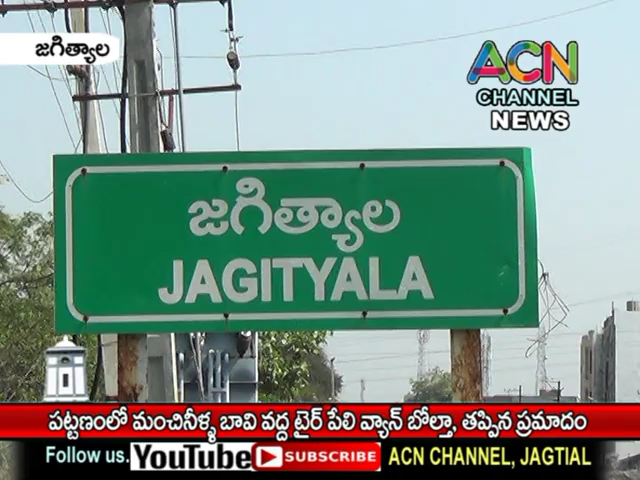 జగిత్యాల
ACN
CHANNEL
NEWS
జగిత్యాల
JAGITYALA
పట్టణంలో మంచినీళ్ళ బావి వద్ద టైర్ పేలి వ్యాన్ బోల్తా, తప్పిన ప్రమాదం
Follow us. YouTube SUBSCRIBE ACN CHANNEL, JAGTIAL